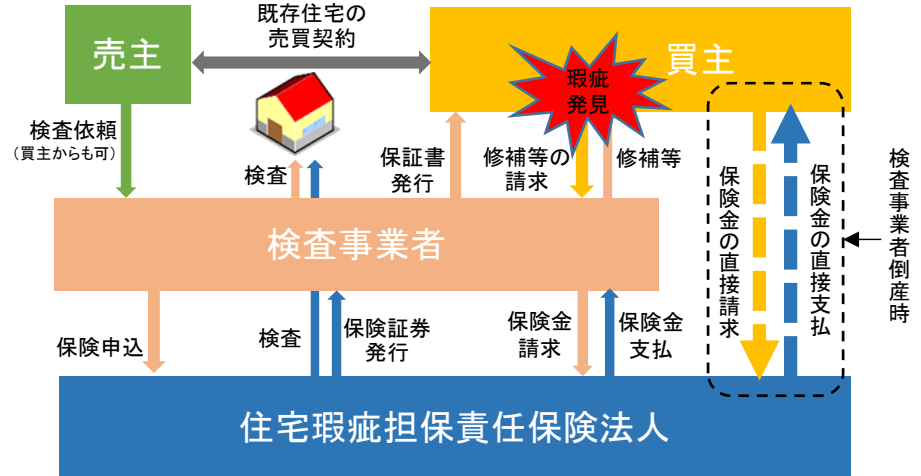 売主
既存住宅の
売買契約
買主
瑕疵
発見
検査依頼
（買主からも可）
検査
保証書
発行
修補等の
請求
修補等
検査事業者
保険金の直接請求
保険金の直接支払
検査事業者倒産時
保険申込
検査
保険証券
発行
保険金
請求
保険金
支払
住宅瑕疵担保責任保険法人